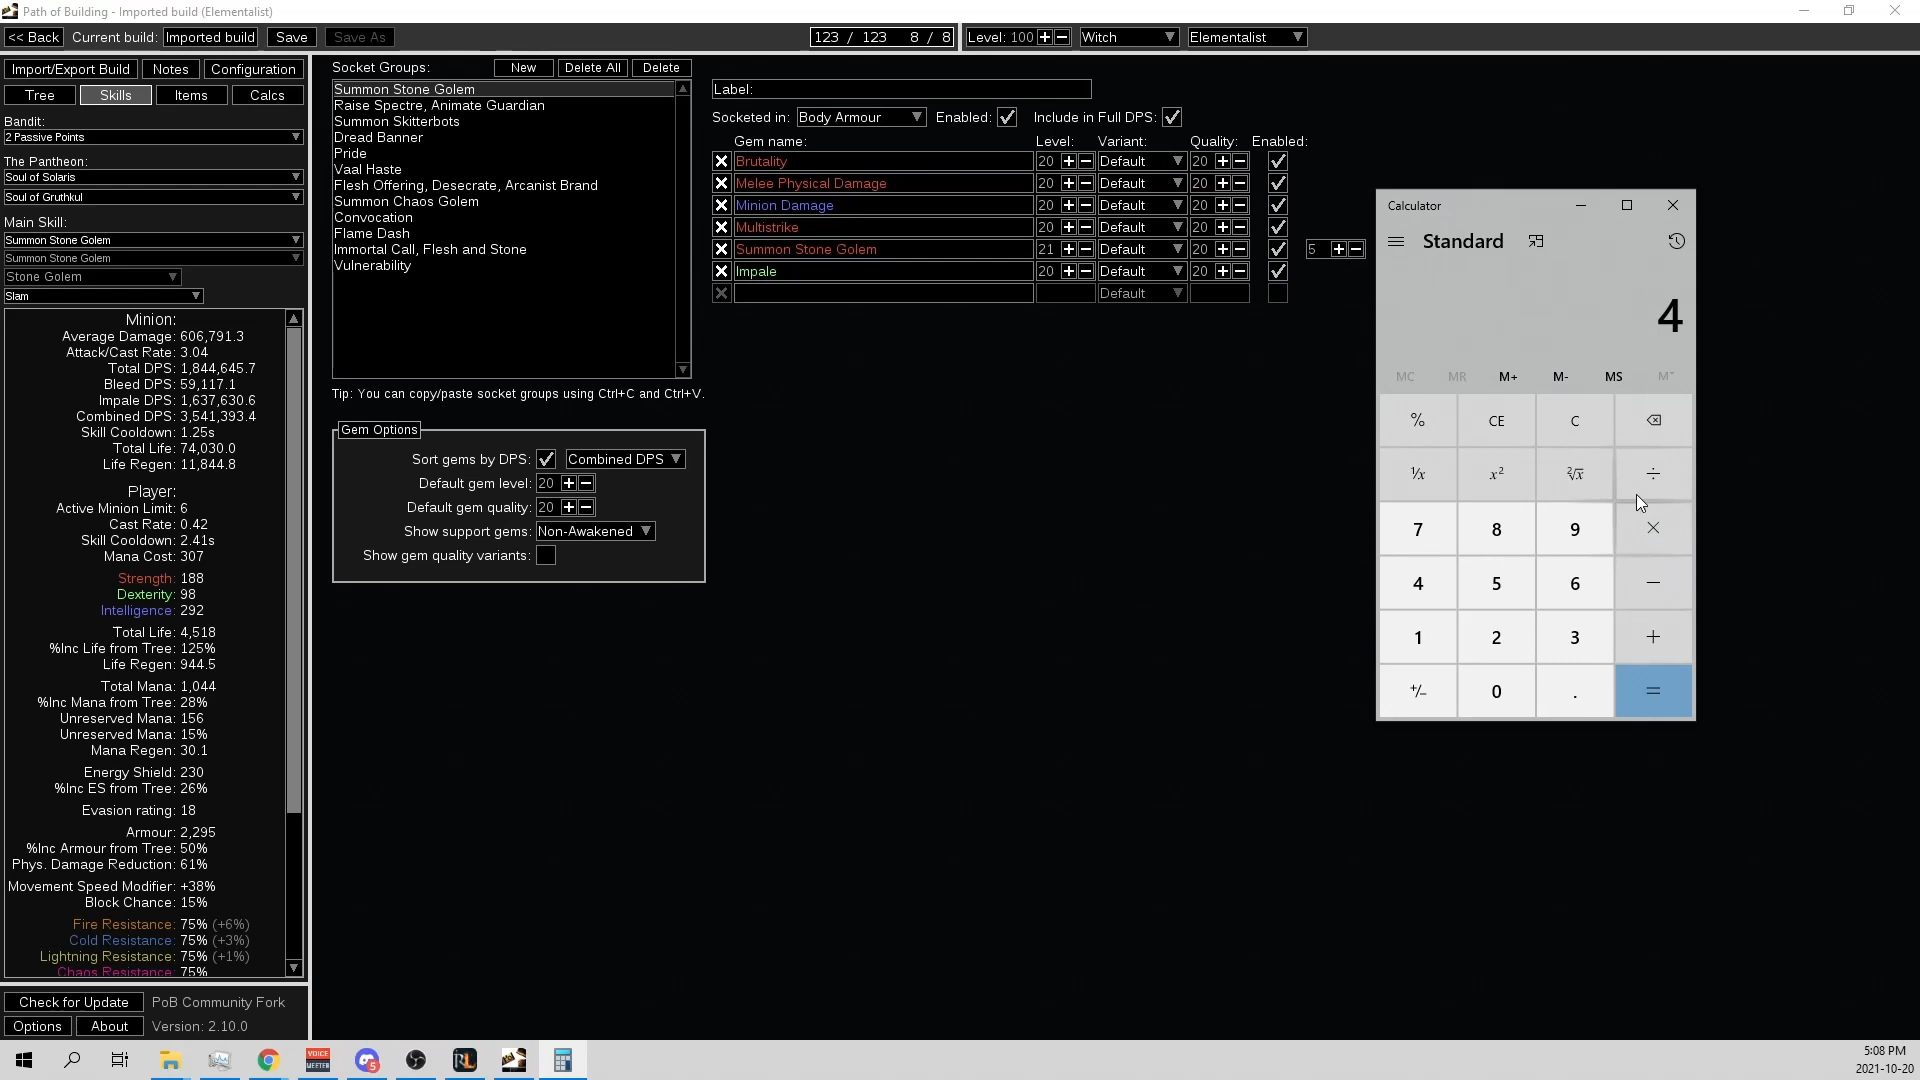 Path of Building - Imported build (Elementalist)
<< Back Current build: Imported build Save Save As 123 / 123 8 / 8 Level: 100 Witch Elementalist
Import/Export Build Notes Configuration
Tree Skills Items Calcs
Bandit:
2 Passive Points
The Pantheon:
Soul of Solaris
Soul of Gruthkul
Main Skill:
Summon Stone Golem
Summon Stone Golem
Stone Golem
Slam
Minion:
Average Damage: 606,791.3
Attack/Cast Rate: 3.04
Total DPS: 1,844,645.7
Bleed DPS: 59,117.1
Impale DPS: 1,637,630.6
Combined DPS: 3,541,393.4
Skill Cooldown: 1.25s
Total Life: 74,030.0
Life Regen: 11,844.8
Player:
Active Minion Limit: 6
Cast Rate: 0.42
Skill Cooldown: 2.41s
Mana Cost: 307
Strength: 188
Dexterity: 98
Intelligence: 292
Total Life: 4,518
%Inc Life from Tree: 125%
Life Regen: 944.5
Total Mana: 1,044
%Inc Mana from Tree: 28%
Unreserved Mana: 156
Unreserved Mana: 15%
Mana Regen: 30.1
Energy Shield: 230
%Inc ES from Tree: 26%
Evasion rating: 18
Armour: 2,295
%Inc Armour from Tree: 50%
Phys. Damage Reduction: 61%
Movement Speed Modifier: +38%
Block Chance: 15%
Fire Resistance: 75% (+6%)
Cold Resistance: 75% (+3%)
Lightning Resistance: 75% (+1%)
Chaos Resistance: 75%
Check for Update PoB Community Fork
Options About Version: 2.10.0
Socket Groups: New Delete All Delete
Summon Stone Golem
Raise Spectre, Animate Guardian
Summon Skitterbots
Dread Banner
Pride
Vaal Haste
Flesh Offering, Desecrate, Arcanist Brand
Summon Chaos Golem
Convocation
Flame Dash
Immortal Call, Flesh and Stone
Vulnerability
Tip: You can copy/paste socket groups using Ctrl+C and Ctrl+V.
Gem Options
Sort gems by DPS: Combined DPS
Default gem level: 20
Default gem quality: 20
Show support gems: Non-Awakened
Show gem quality variants:
Label:
Socketed in: Body Armour Enabled: Include in Full DPS:
Gem name: Level: Variant: Quality: Enabled:
Brutality 20 Default 20
Melee Physical Damage 20 Default 20
Minion Damage 20 Default 20
Multistrike 20 Default 20
Summon Stone Golem 21 Default 20 5
Impale 20 Default 20
Default
Calculator
Standard
4
MC MR M+ M- MS M˅
% CE C
⅟x x² ²√x ÷
7 8 9 ×
4 5 6 −
1 2 3 +
+/− 0 . =
VOICE
MEETER
5
5:08 PM
2021-10-20